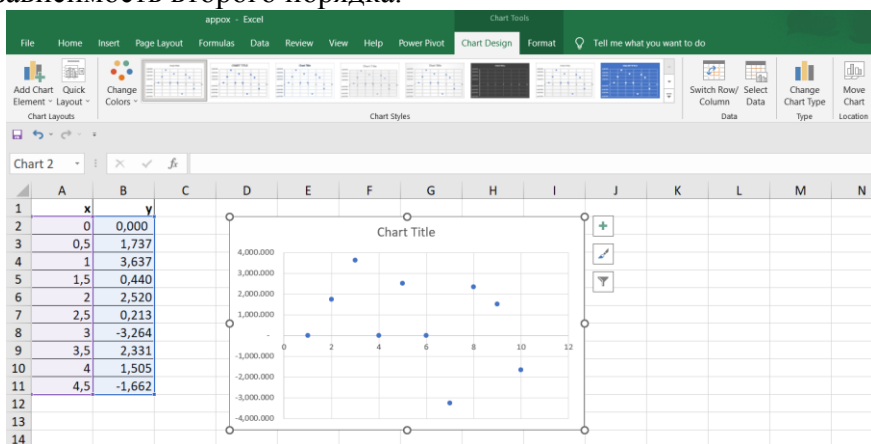 зависимость второго порядка.
appox - Excel
Chart Tools
File Home Insert Page Layout Formulas Data Review View Help Power Pivot Chart Design Format Tell me what you want to do
Add Chart Element Quick Layout Change Colors Switch Row/ Column Select Data Change Chart Type Move Chart
Chart Layouts Chart Styles Data Type Location
Chart 2 fx
A B C D E F G H I J K L M N
1 x y
2 0 0,000
3 0,5 1,737
4 1 3,637
5 1,5 0,440
6 2 2,520
7 2,5 0,213
8 3 -3,264
9 3,5 2,331
10 4 1,505
11 4,5 -1,662
12
13
14
Chart Title
4,000.000
3,000.000
2,000.000
1,000.000
-
0 2 4 6 8 10 12
-1,000.000
-2,000.000
-3,000.000
-4,000.000